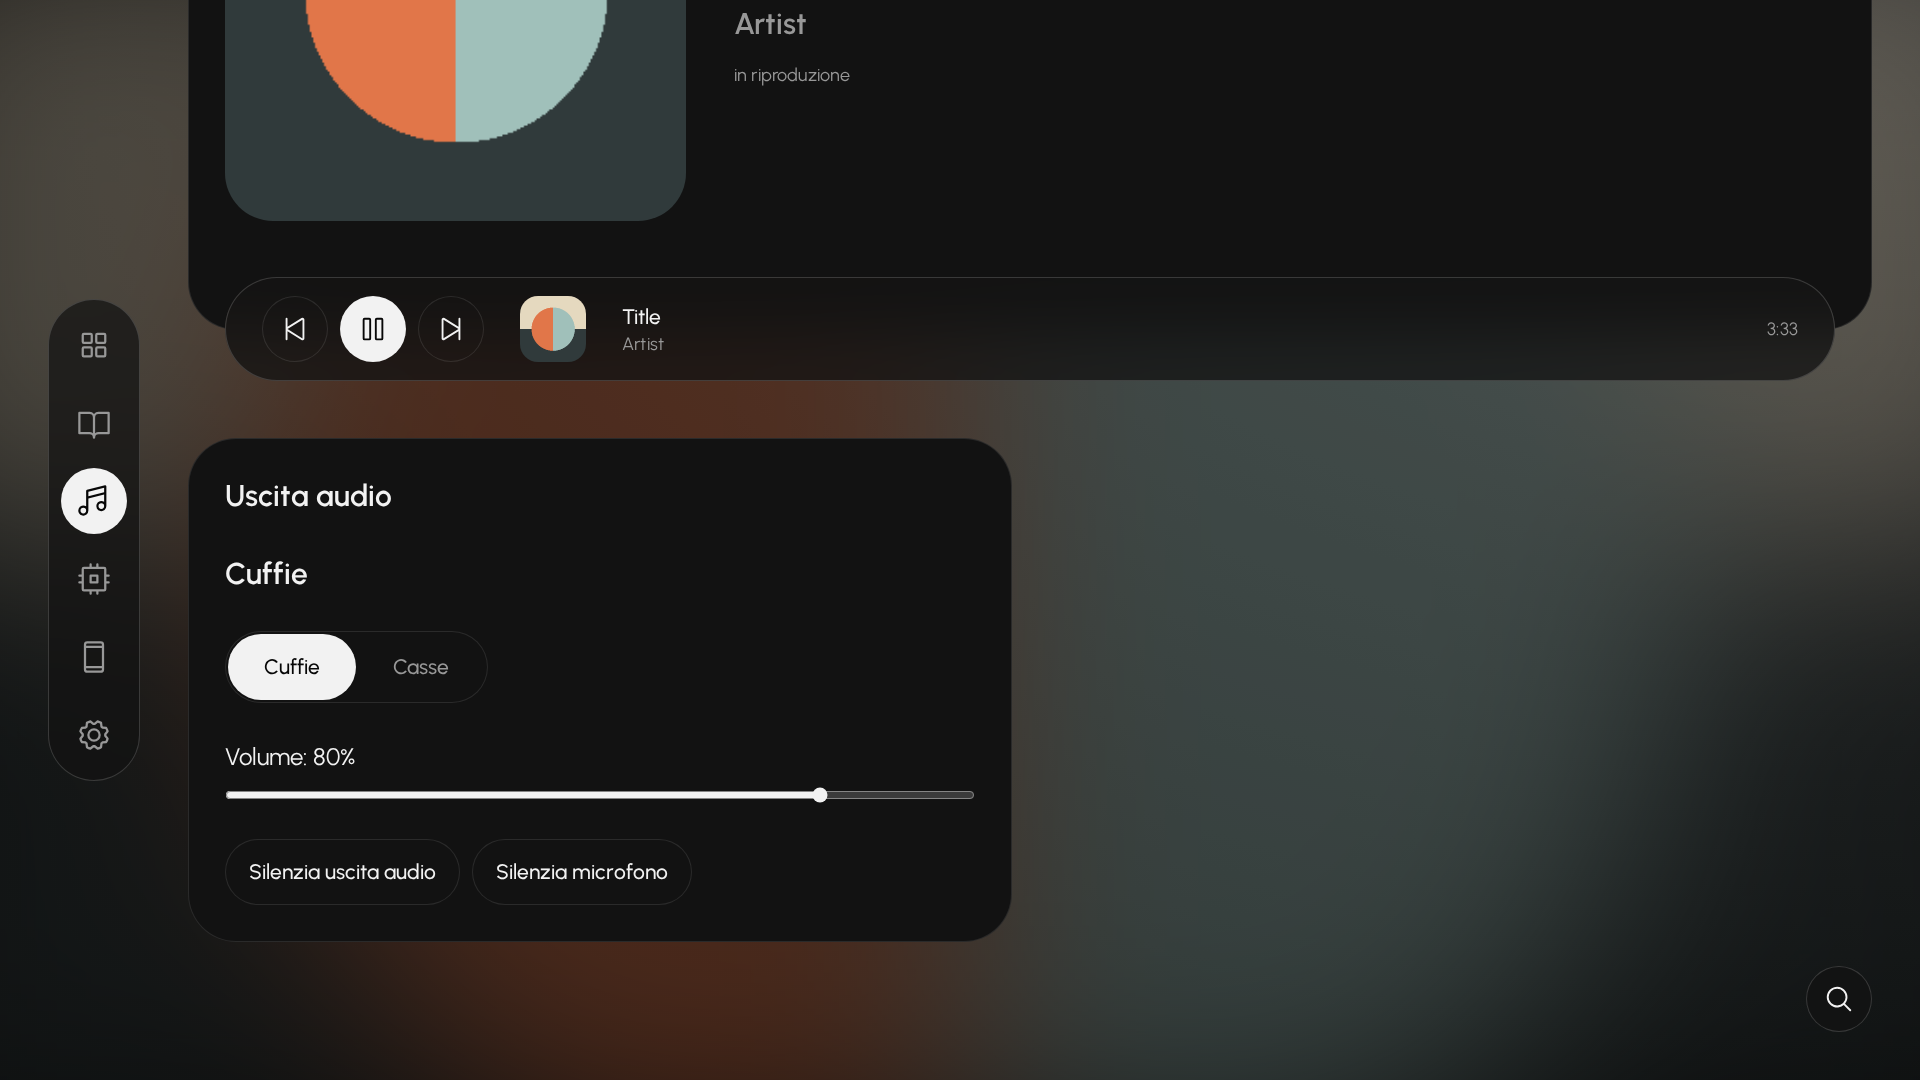 Artist
in riproduzione
Title
Artist
3:33
Uscita audio
Cuffie
Cuffie Casse
Volume: 80%
Silenzia uscita audio Silenzia microfono